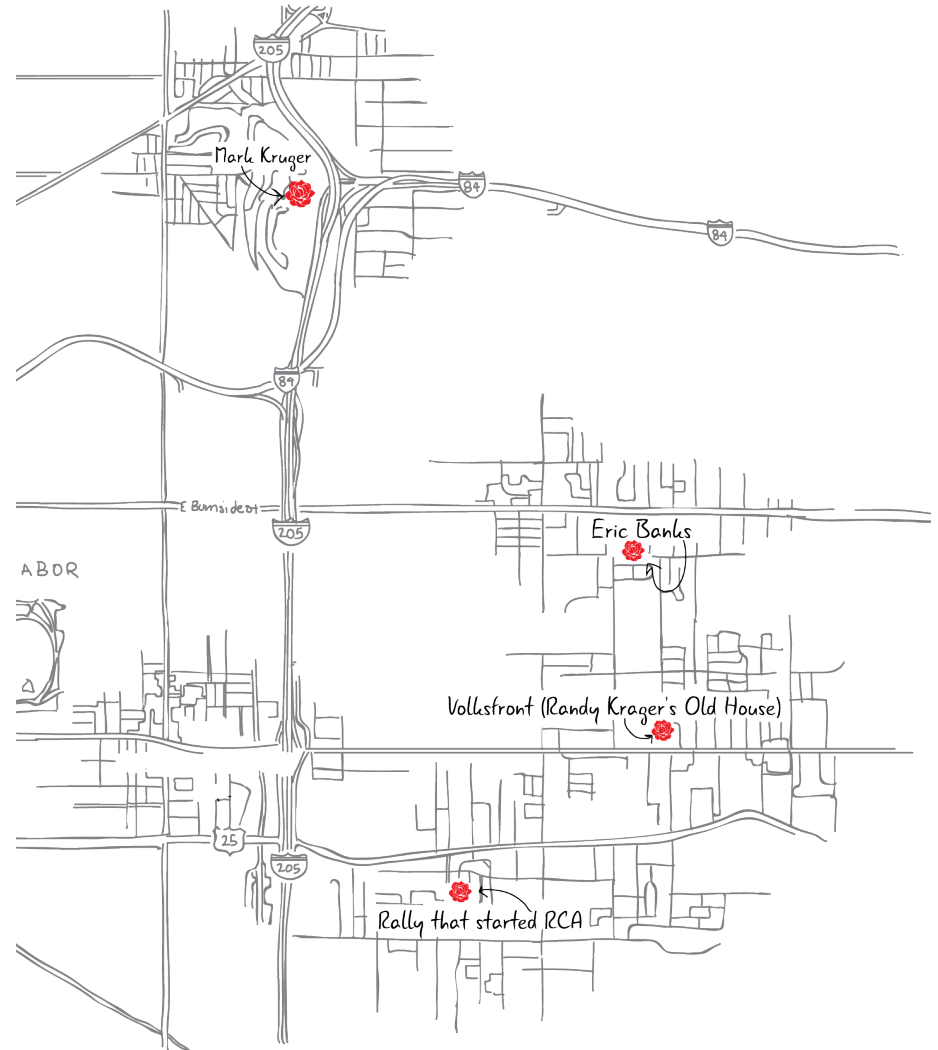 205
Mark Kruger
84
84
84
E Burnside St
205
Eric Banks
ABOR
Volksfront (Randy Krager's Old House)
25
205
Rally that started RCA